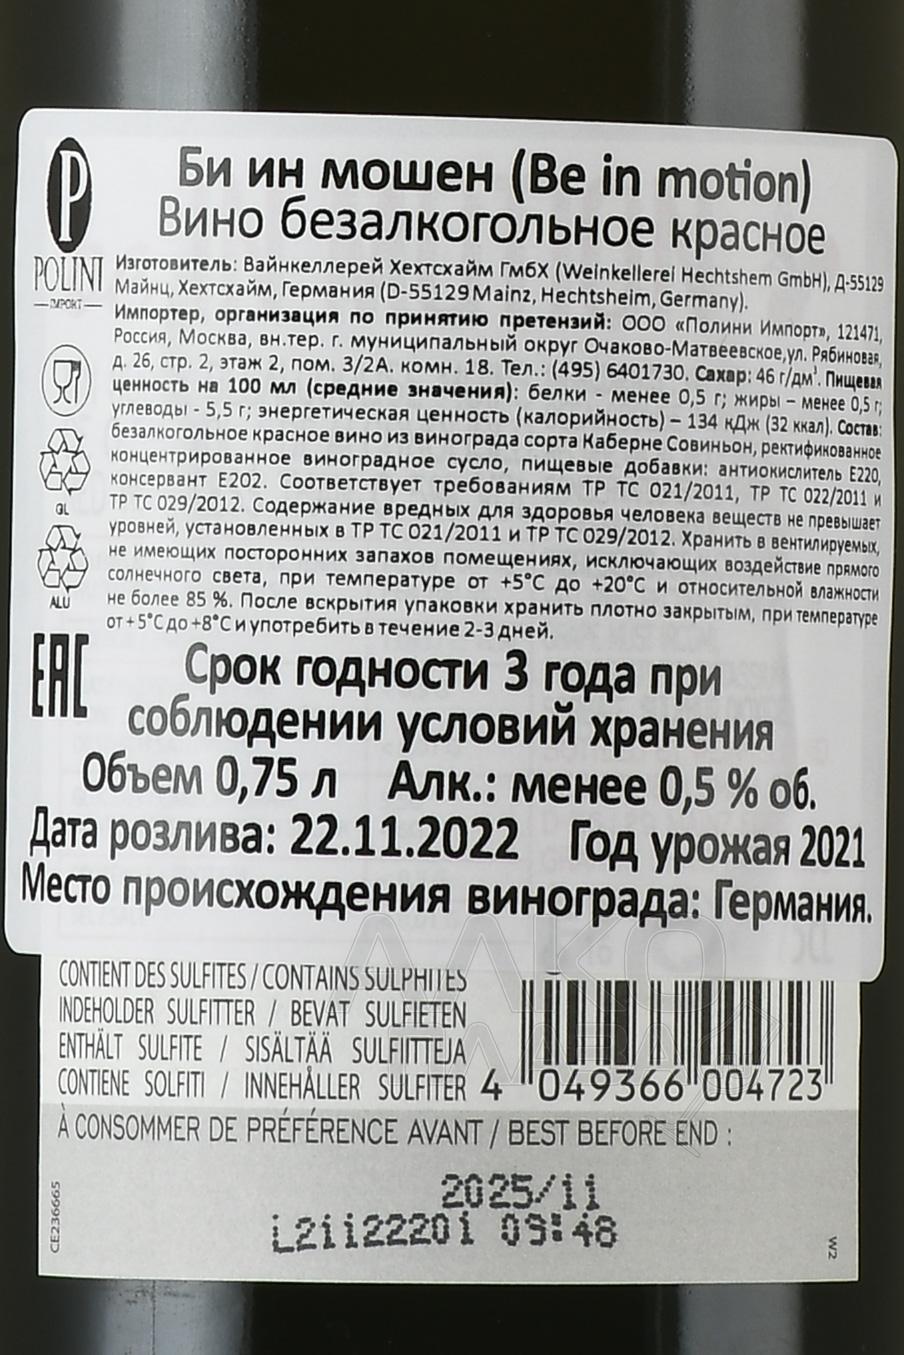 Би ин мошен (Be in motion)
Вино безалкогольное красное
P
POLINI
IMPORT
Изготовитель: Вайнкеллерей Хехтсхайм ГмбХ (Weinkellerei Hechtshem GmbH), Д-55129
Майнц, Хехтсхайм, Германия (D-55129 Mainz, Hechtsheim, Germany).
Импортер, организация по принятию претензий: ООО «Полини Импорт», 121471,
Россия, Москва, вн.тер. г. муниципальный округ Очаково-Матвеевское,ул. Рябиновая,
д. 26, стр. 2, этаж 2, пом. 3/2А. комн. 18. Тел.: (495) 6401730. Сахар: 46 г/дм³. Пищевая
ценность на 100 мл (средние значения): белки - менее 0,5 г; жиры – менее 0,5 г;
углеводы - 5,5 г; энергетическая ценность (калорийность) – 134 кДж (32 ккал). Состав:
безалкогольное красное вино из винограда сорта Каберне Совиньон, ректификованное
концентрированное виноградное сусло, пищевые добавки: антиокислитель Е220,
консервант Е202. Соответствует требованиям ТР ТС 021/2011, ТР ТС 022/2011 и
ТР ТС 029/2012. Содержание вредных для здоровья человека веществ не превышает
уровней, установленных в ТР ТС 021/2011 и ТР ТС 029/2012. Хранить в вентилируемых,
не имеющих посторонних запахов помещениях, исключающих воздействие прямого
солнечного света, при температуре от +5°С до +20°С и относительной влажности
не более 85 %. После вскрытия упаковки хранить плотно закрытым, при температуре
от +5°С до +8°С и употребить в течение 2-3 дней.
GL
ALU
EAC
Срок годности 3 года при
соблюдении условий хранения
Объем 0,75 л Алк.: менее 0,5 % об.
Дата розлива: 22.11.2022 Год урожая 2021
Место происхождения винограда: Германия.
CONTIENT DES SULFITES / CONTAINS SULPHITES
INDEHOLDER SULFITTER / BEVAT SULFIETEN
ENTHÄLT SULFITE / SISÄLTÄÄ SULFIITTEJA
CONTIENE SOLFITI / INNEHÅLLER SULFITER
4 049366 004723
À CONSOMMER DE PRÉFÉRENCE AVANT / BEST BEFORE END :
2025/11
L21122201 09:48
CE236665
W2